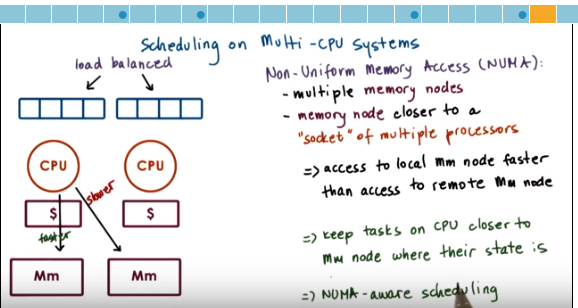 Scheduling on Multi-CPU Systems
load balanced
CPU
CPU
$
$
faster
slower
Mm
Mm
Non-Uniform Memory Access (NUMA):
- multiple memory nodes
- memory node closer to a
"socket" of multiple processors
=> access to local mm node faster
than access to remote mm node
=> keep tasks on CPU closer to
mm node where their state is
=> NUMA-aware scheduling